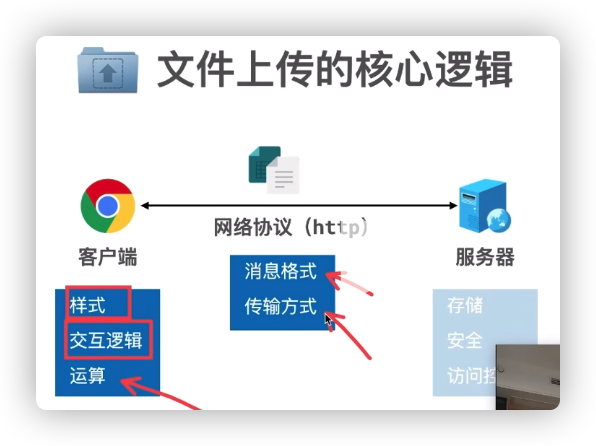 文件上传的核心逻辑
网络协议（http）
客户端
服务器
样式
交互逻辑
运算
消息格式
传输方式
存储
安全
访问控